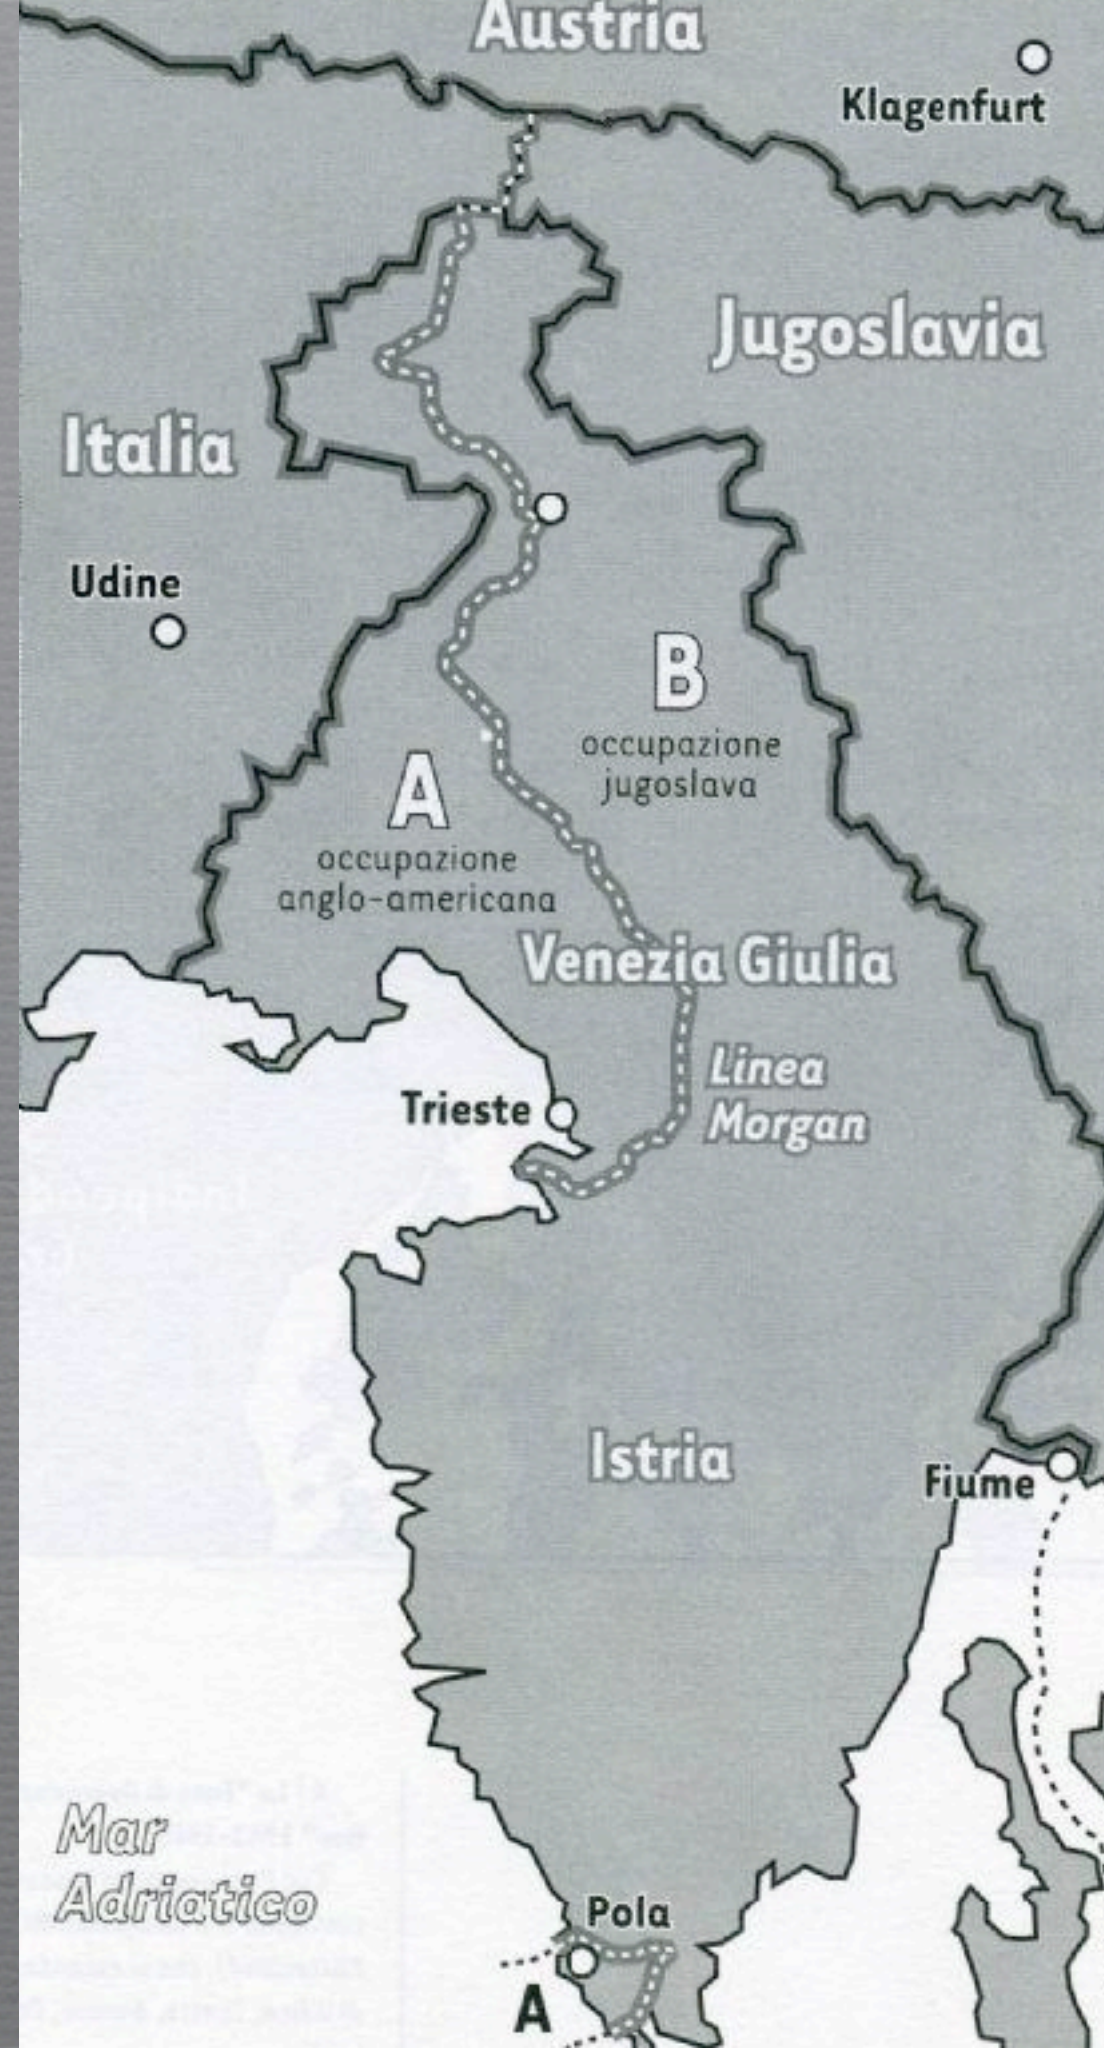 Austria
Klagenfurt
Jugoslavia
Italia
Udine
B
occupazione
jugoslava
A
occupazione
anglo-americana
Venezia Giulia
Linea
Morgan
Trieste
Istria
Fiume
Mar
Adriatico
Pola
A